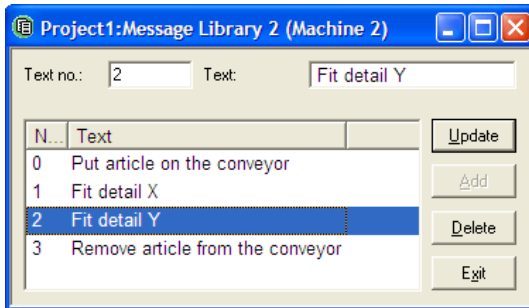 Project1:Message Library 2 (Machine 2)
Text no.: 2 Text: Fit detail Y
N... Text
0 Put article on the conveyor
1 Fit detail X
2 Fit detail Y
3 Remove article from the conveyor
Update
Add
Delete
Exit